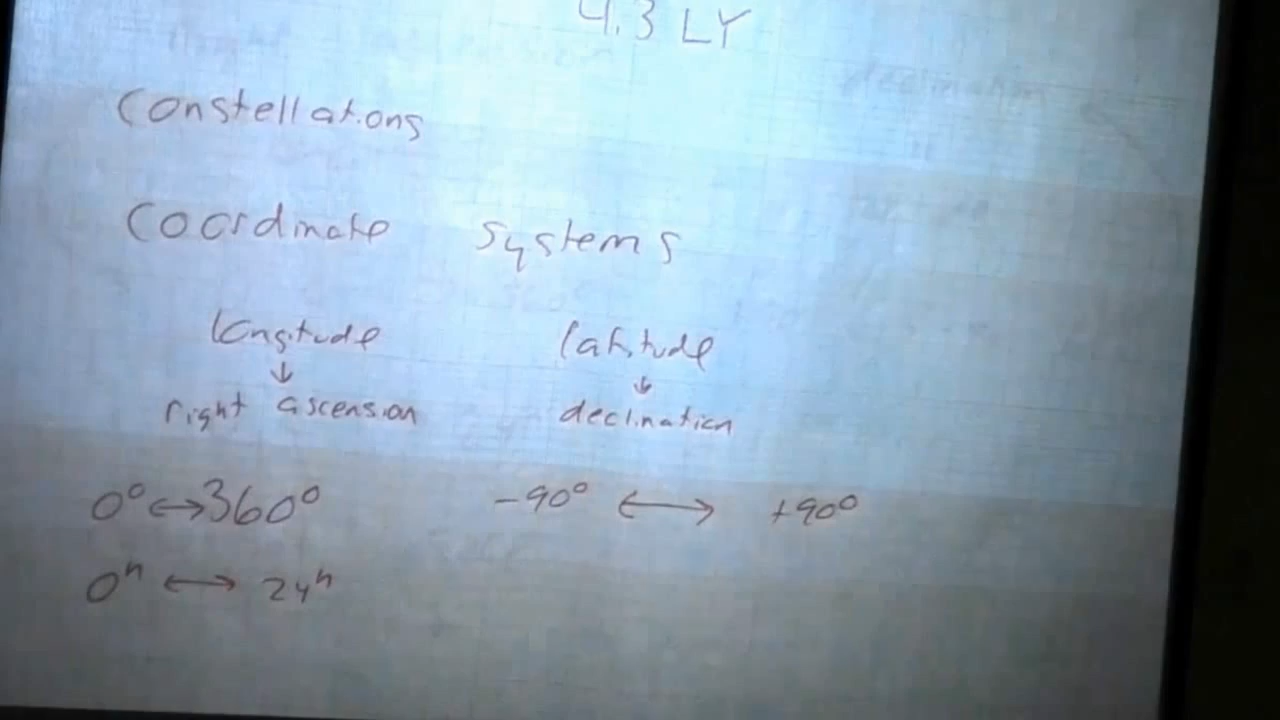 4.3 LY
Constellations
Coordinate systems
longitude latitude
↓ ↓
right ascension declination
0° ↔ 360° -90° ↔ +90°
0h ↔ 24h